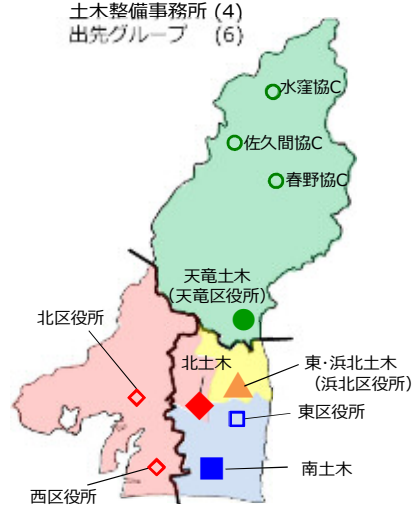 土木整備事務所 (4)
出先グループ (6)
水窪協C
佐久間協C
春野協C
天竜土木
(天竜区役所)
北区役所
北土木
東・浜北土木
(浜北区役所)
東区役所
南土木
西区役所